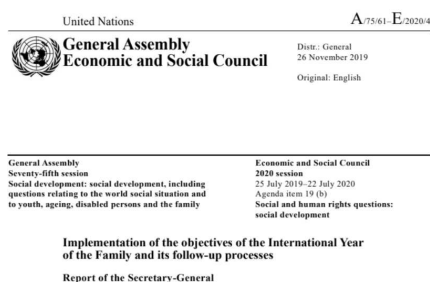 United Nations
A/75/61–E/2020/4
General Assembly
Economic and Social Council
Distr.: General
26 November 2019
Original: English
General Assembly
Seventy-fifth session
Social development: social development, including
questions relating to the world social situation and
to youth, ageing, disabled persons and the family
Economic and Social Council
2020 session
25 July 2019–22 July 2020
Agenda item 19 (b)
Social and human rights questions:
social development
Implementation of the objectives of the International Year
of the Family and its follow-up processes
Report of the Secretary-General